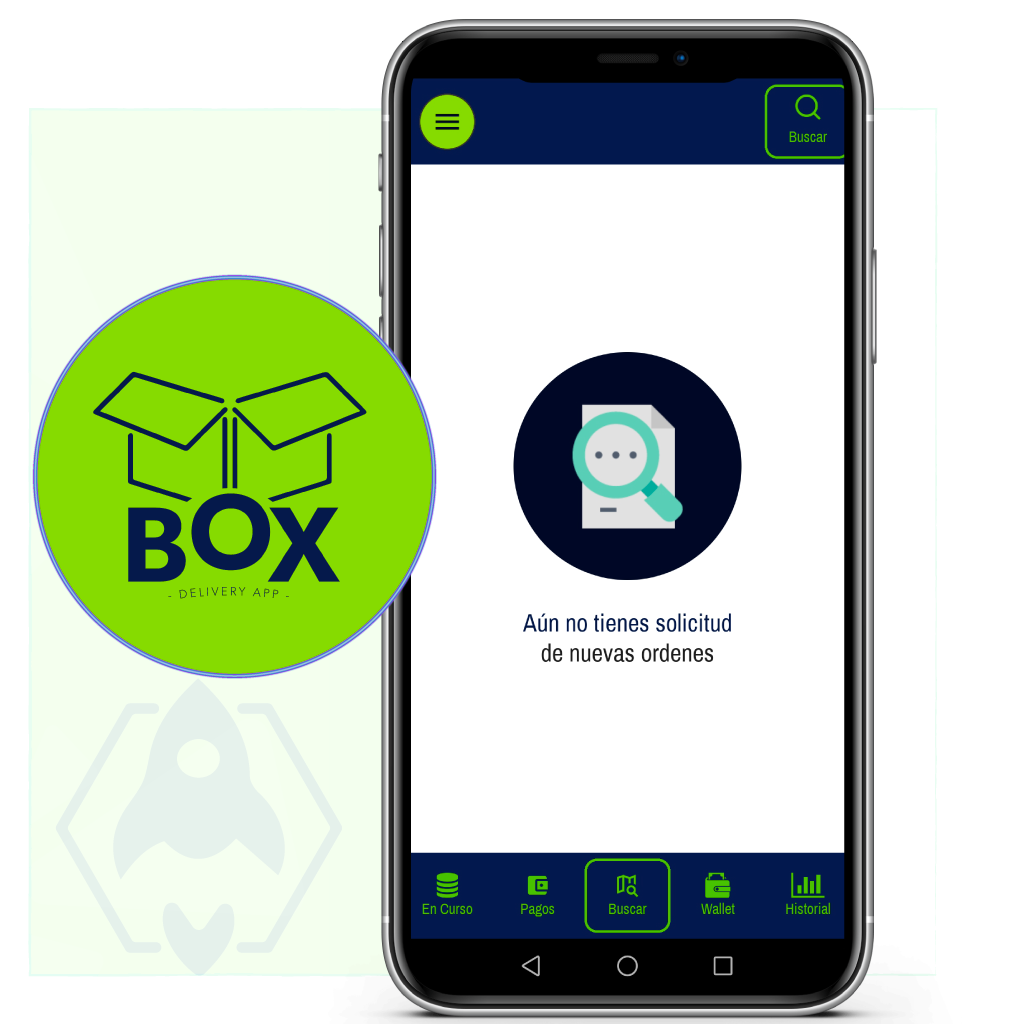 Buscar
BOX
- DELIVERY APP -
Aún no tienes solicitud
de nuevas ordenes
En Curso
Pagos
Buscar
Wallet
Historial